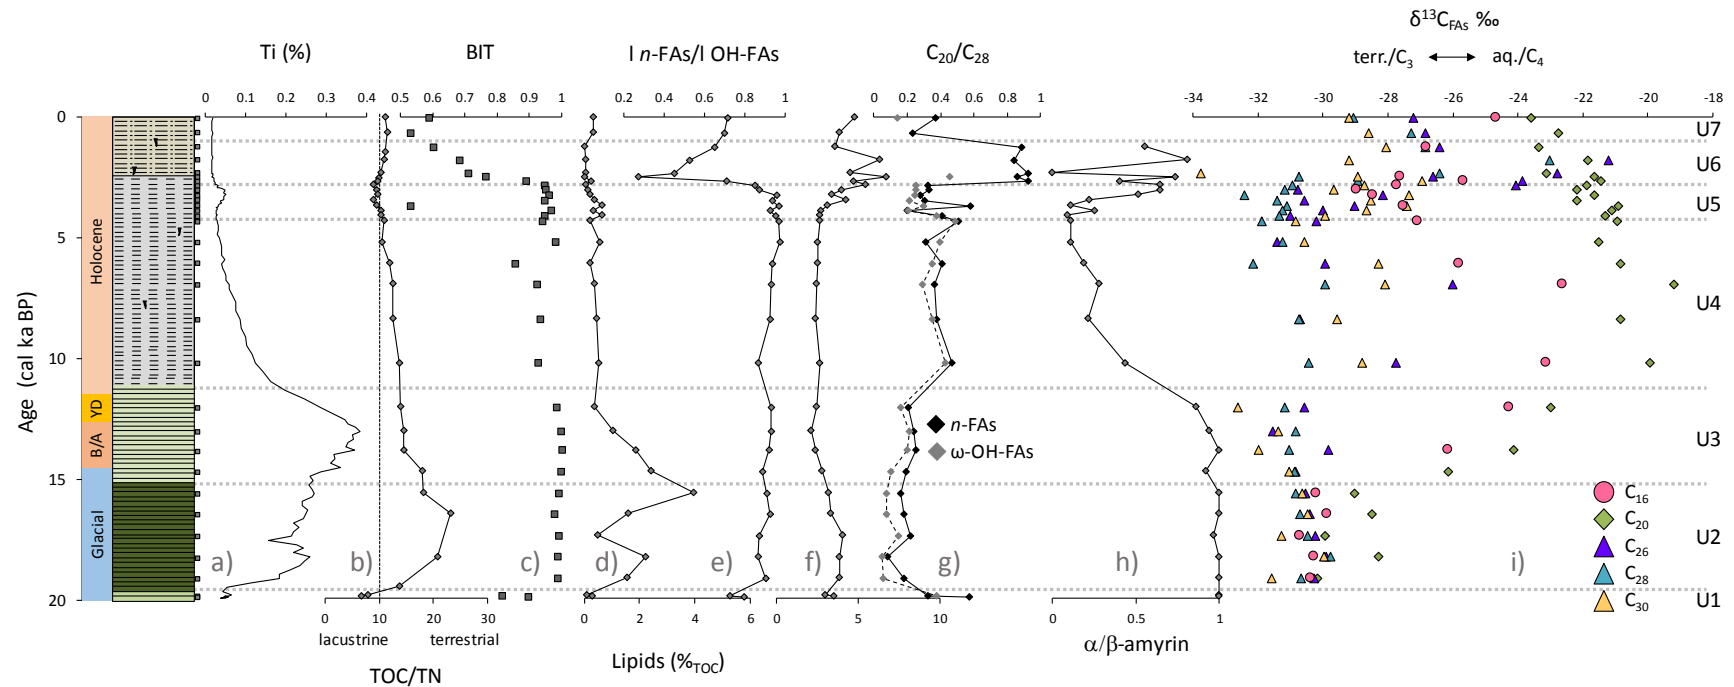 δ¹³C_FAs ‰
Ti (%) BIT l n-FAs/l OH-FAs C₂₀/C₂₈ terr./C₃ aq./C₄
0 0.1 0.2 0.3 0.4 0.5 0.6 0.7 0.8 0.9 1 0.2 0.4 0.6 0.8 1 0 0.2 0.4 0.6 0.8 1 -34 -32 -30 -28 -26 -24 -22 -20 -18
0 U7
U6
U5
5
Holocene
U4
10
Age (cal ka BP)
YD
n-FAs
B/A U3
ω-OH-FAs
15
C₁₆
C₂₀
Glacial C₂₆ U2
a) b) c) d) e) f) g) h) i)
C₂₈
20 C₃₀ U1
0 10 20 30 0 2 4 6 0 5 10 0 0.5 1
lacustrine terrestrial α/β-amyrin
Lipids (%TOC)
TOC/TN